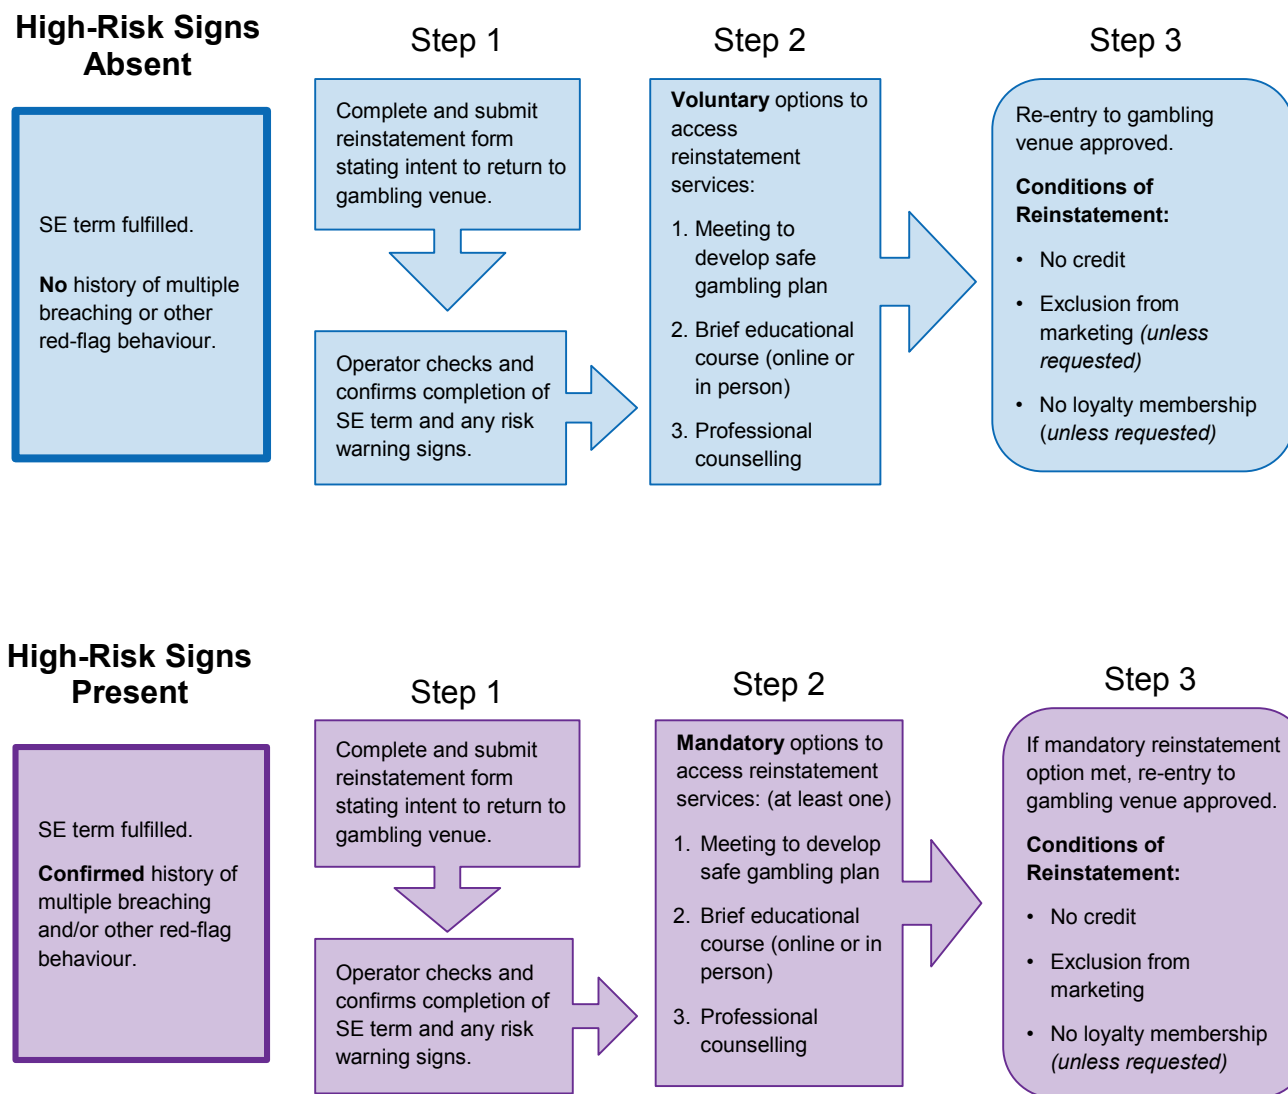 High-Risk Signs
Absent
Step 1
Step 2
Step 3
SE term fulfilled.
No history of multiple
breaching or other
red-flag behaviour.
Complete and submit
reinstatement form
stating intent to return to
gambling venue.
Operator checks and
confirms completion of
SE term and any risk
warning signs.
Voluntary options to
access
reinstatement
services:
1. Meeting to
develop safe
gambling plan
2. Brief educational
course (online or
in person)
3. Professional
counselling
Re-entry to gambling
venue approved.
Conditions of
Reinstatement:
• No credit
• Exclusion from
marketing (unless
requested)
• No loyalty membership
(unless requested)
High-Risk Signs
Present
Step 1
Step 2
Step 3
SE term fulfilled.
Confirmed history of
multiple breaching
and/or other red-flag
behaviour.
Complete and submit
reinstatement form
stating intent to return to
gambling venue.
Operator checks and
confirms completion of
SE term and any risk
warning signs.
Mandatory options to
access reinstatement
services: (at least one)
1. Meeting to develop
safe gambling plan
2. Brief educational
course (online or in
person)
3. Professional
counselling
If mandatory reinstatement
option met, re-entry to
gambling venue approved.
Conditions of
Reinstatement:
• No credit
• Exclusion from
marketing
• No loyalty membership
(unless requested)